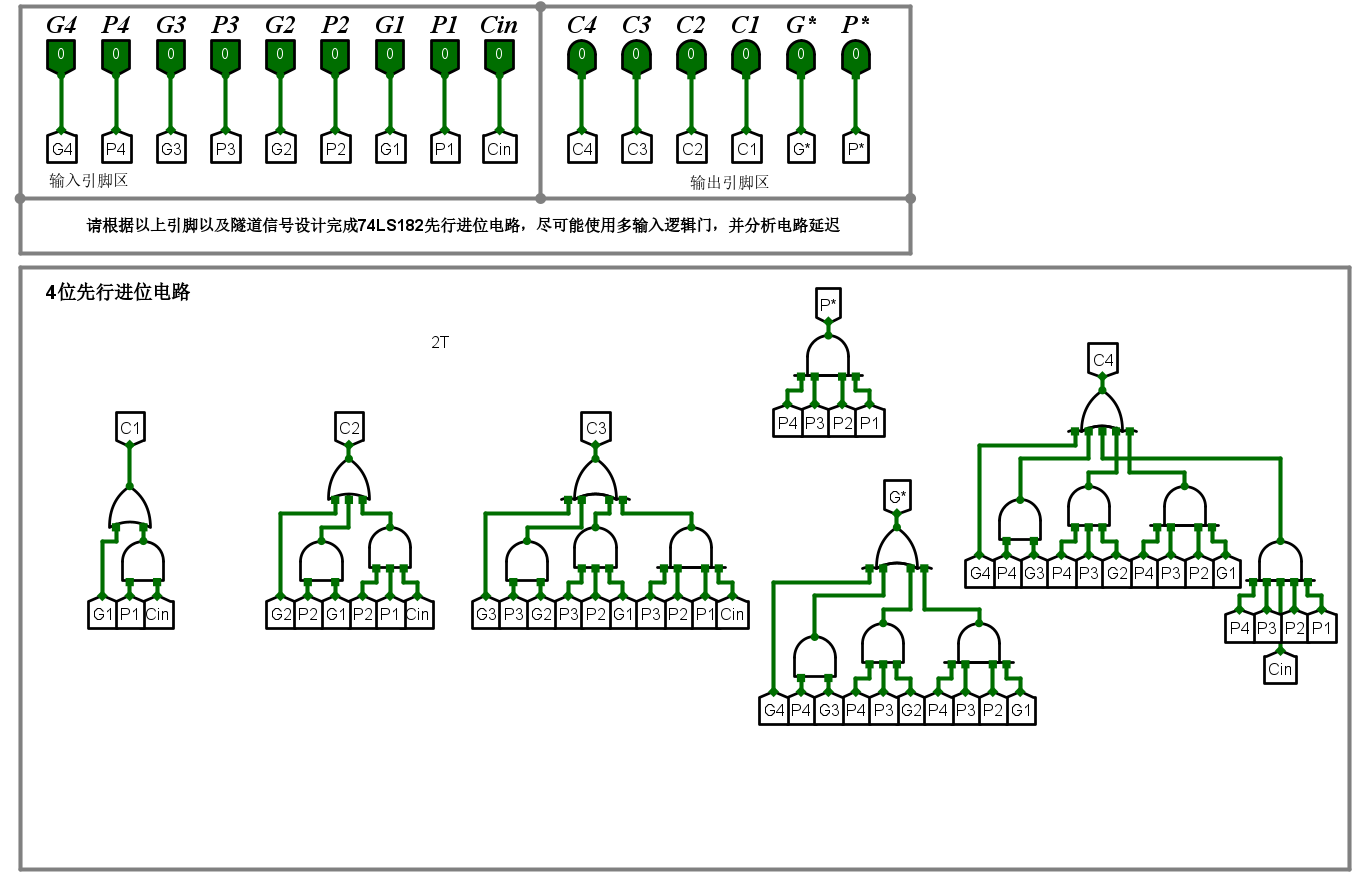 G4 P4 G3 P3 G2 P2 G1 P1 Cin C4 C3 C2 C1 G* P*
0 0 0 0 0 0 0 0 0 0 0 0 0 0 0
G4 P4 G3 P3 G2 P2 G1 P1 Cin C4 C3 C2 C1 G* P*
输入引脚区 输出引脚区
请根据以上引脚以及隧道信号设计完成74LS182先行进位电路，尽可能使用多输入逻辑门，并分析电路延迟
4位先行进位电路
2T
P*
P4 P3 P2 P1
C4
C1 C2 C3
G*
G4 P4 G3 P4 P3 G2 P4 P3 P2 G1
G1 P1 Cin G2 P2 G1 P2 P1 Cin G3 P3 G2 P3 P2 G1 P3 P2 P1 Cin
P4 P3 P2 P1
Cin
G4 P4 G3 P4 P3 G2 P4 P3 P2 G1